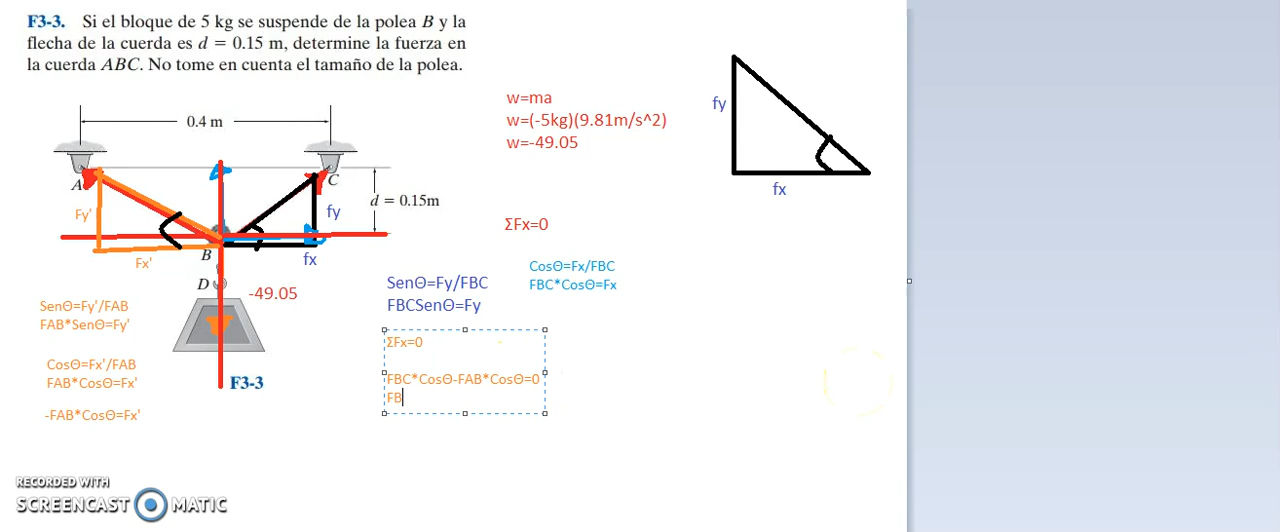 F3-3. Si el bloque de 5 kg se suspende de la polea B y la
flecha de la cuerda es d = 0.15 m, determine la fuerza en
la cuerda ABC. No tome en cuenta el tamaño de la polea.
0.4 m
A
C
d = 0.15m
Fy'
fy
B
Fx'
fx
D
-49.05
F3-3
w=ma
w=(-5kg)(9.81m/s^2)
w=-49.05
ΣFx=0
fy
fx
CosΘ=Fx/FBC
FBC*CosΘ=Fx
SenΘ=Fy/FBC
FBCSenΘ=Fy
ΣFx=0
FBC*CosΘ-FAB*CosΘ=0
FB
SenΘ=Fy'/FAB
FAB*SenΘ=Fy'
CosΘ=Fx'/FAB
FAB*CosΘ=Fx'
-FAB*CosΘ=Fx'
RECORDED WITH
SCREENCAST MATIC